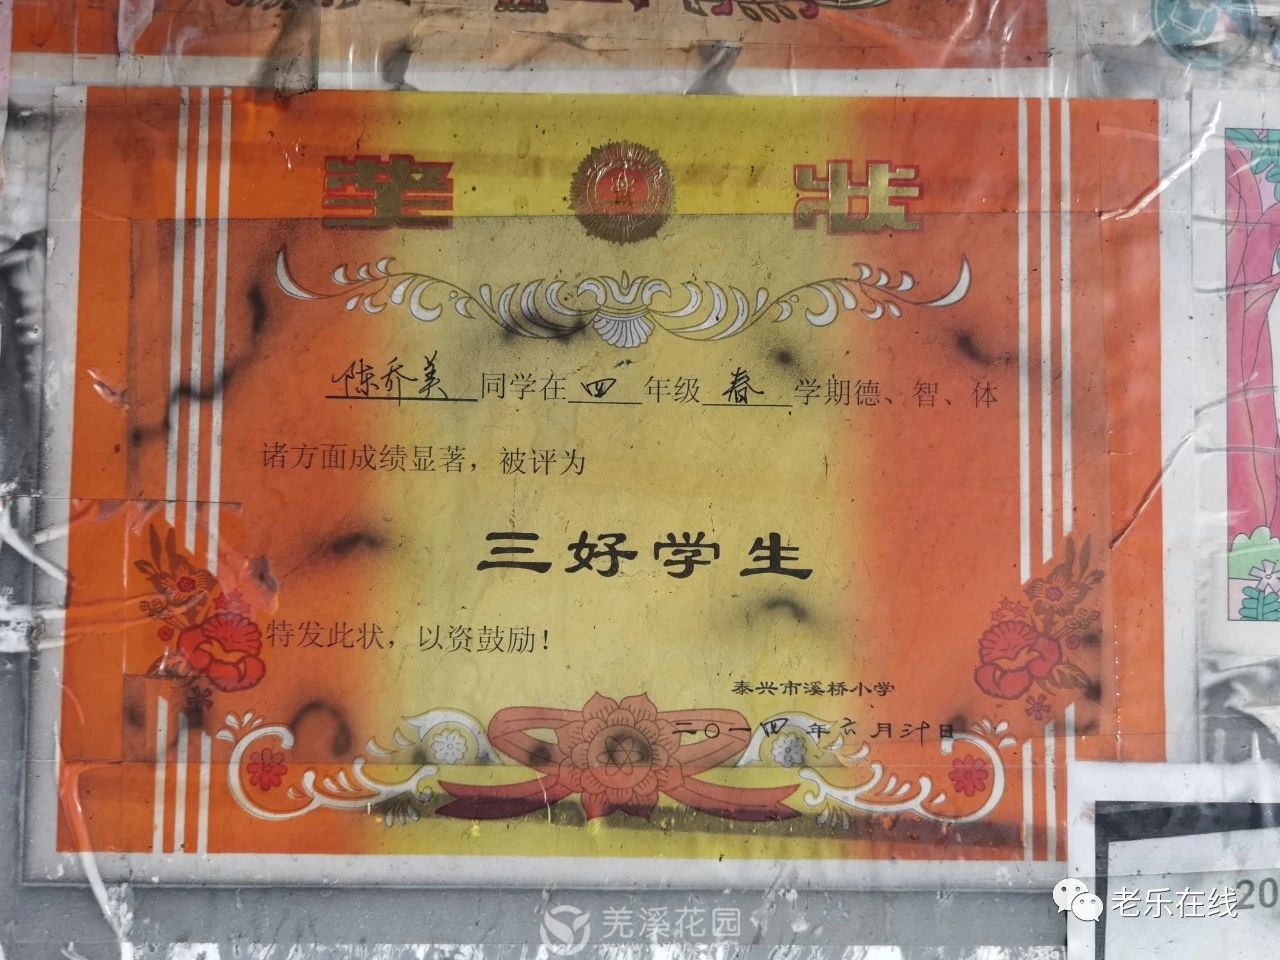 奖 状
陈乔美同学在四年级春学期德、智、体
诸方面成绩显著，被评为
三好学生
特发此状，以资鼓励！
泰兴市溪桥小学
二〇一四年六月卅日
20
老乐在线
羌溪花园